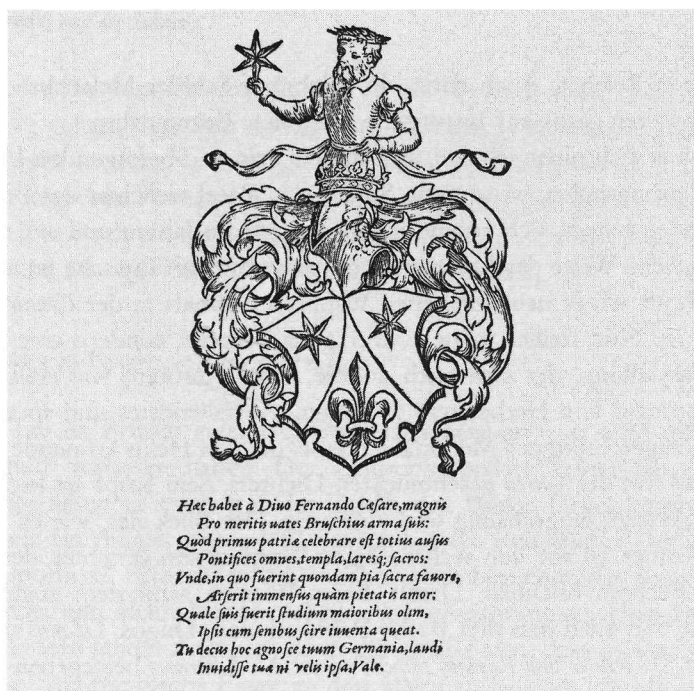 Hæc habet à Diuo Fernando Cæsare, magnis
Pro meritis uates Bruschius arma suis:
Quòd primus patriæ celebrare est totius ausus
Pontifices omnes, templa, laresq́; sacros:
Vnde, in quo fuerint quondam pia sacra fauore,
Arserit immensus quàm pietatis amor:
Quale suis fuerit studium maioribus olim,
Ipsis cum senibus scire iuuenta queat.
Tu decus hoc agnosce tuum Germania, laudi
Inuidisse tuæ ni velis ipsa, Vale.